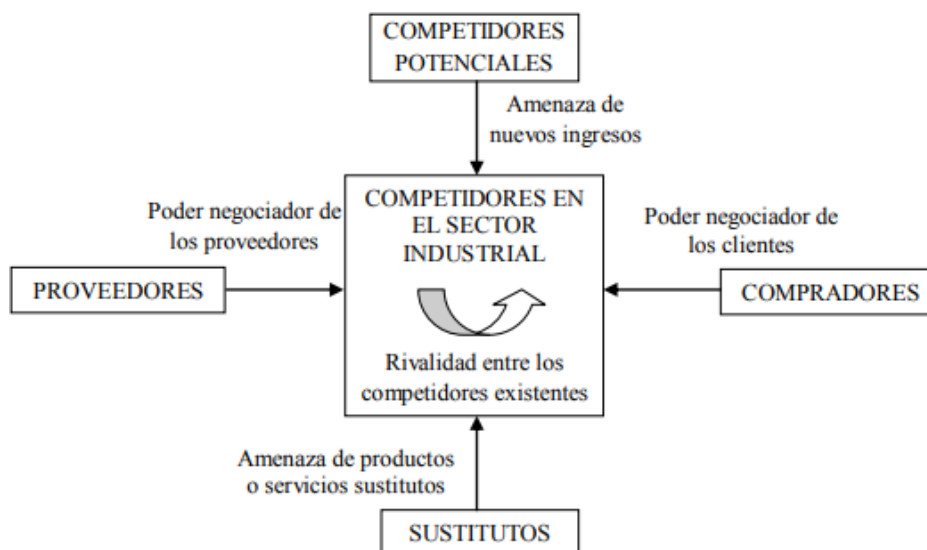 COMPETIDORES
POTENCIALES
Amenaza de
nuevos ingresos
COMPETIDORES EN
EL SECTOR
INDUSTRIAL
Poder negociador de
los proveedores
Poder negociador de
los clientes
PROVEEDORES
COMPRADORES
Rivalidad entre los
competidores existentes
Amenaza de productos
o servicios sustitutos
SUSTITUTOS